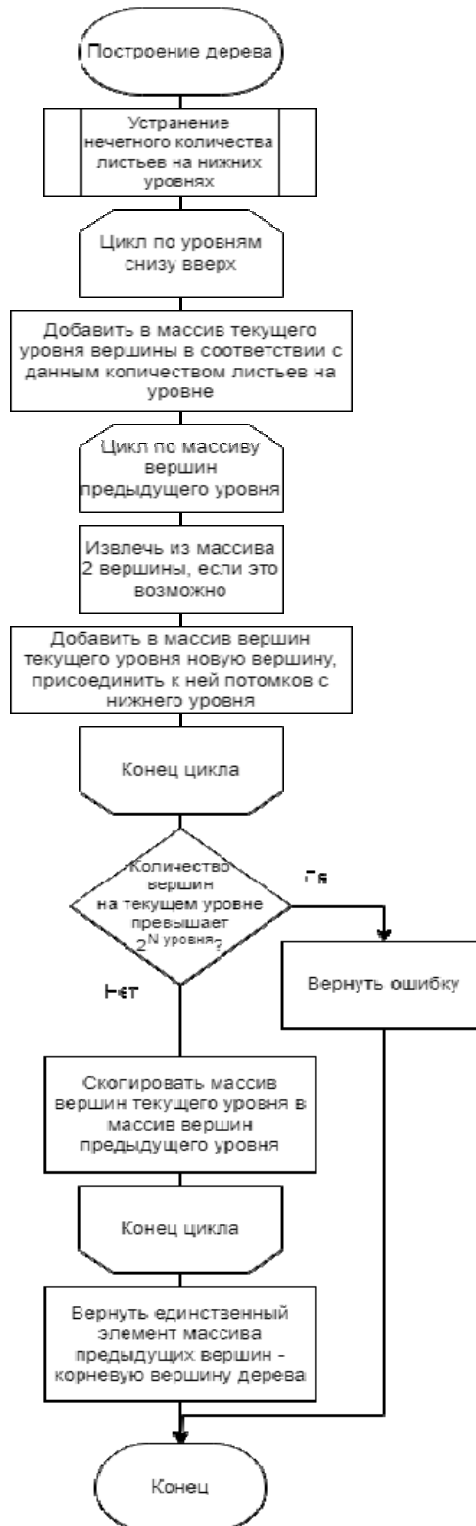 Построение дерева
Устранение
нечетного количества
листьев на нижних
уровнях
Цикл по уровням
снизу вверх
Добавить в массив текущего
уровня вершины в соответствии с
данным количеством листьев на
уровне
Цикл по массиву
вершин
предыдущего уровня
Извлечь из массива
2 вершины, если это
возможно
Добавить в массив вершин
текущего уровня новую вершину,
присоединить к ней потомков с
нижнего уровня
Конец цикла
Количество
вершин
на текущем уровне
превышает
2^N уровня?
Да
Нет
Вернуть ошибку
Скопировать массив
вершин текущего уровня в
массив вершин
предыдущего уровня
Конец цикла
Вернуть единственный
элемент массива
предыдущих вершин -
корневую вершину дерева
Конец